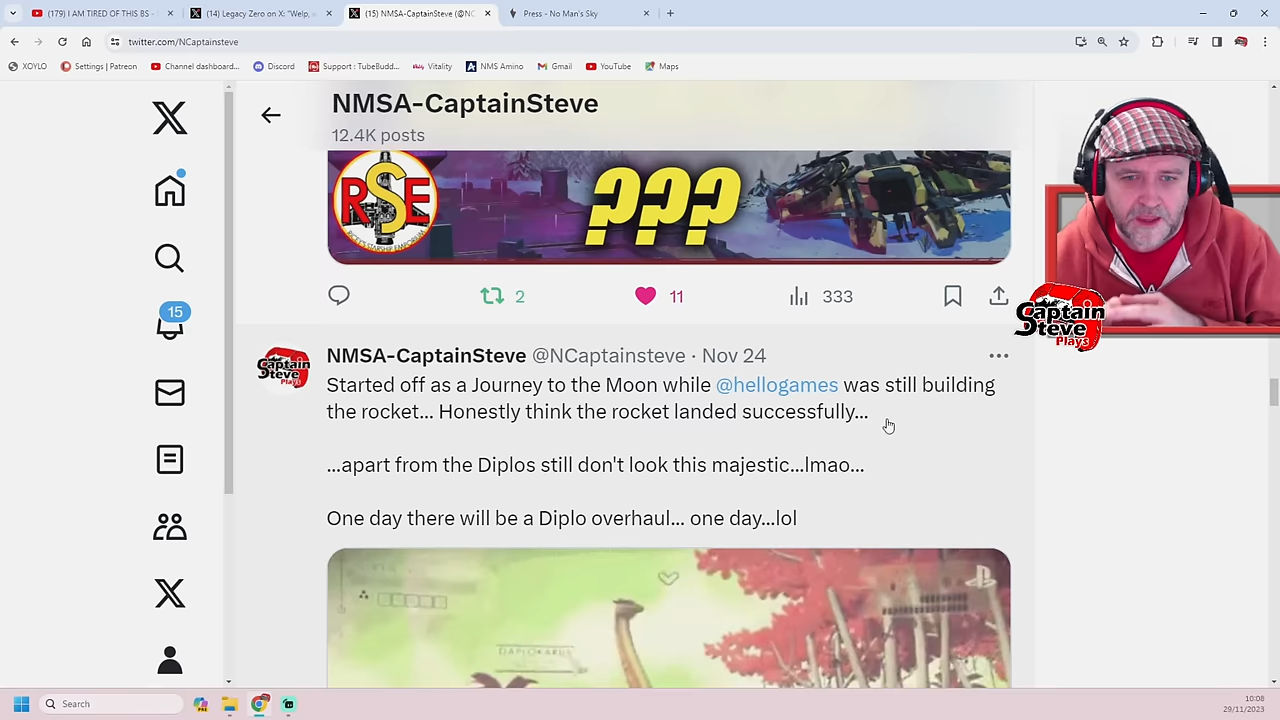 (179) I AM TIRED OF THIS BS -
(14) Legacy Zero on X: "Welp,
(15) NMSA-CaptainSteve (@NC
Press - No Man's Sky
twitter.com/NCaptainsteve
XOYLO
Settings | Patreon
Channel dashboard...
Discord
Support : TubeBudd...
Vitality
NMS Amino
Gmail
YouTube
Maps
NMSA-CaptainSteve
12.4K posts
RSE
???
2
11
333
15
Captain
Steve
Plays
Captain
Steve
Plays
NMSA-CaptainSteve @NCaptainsteve · Nov 24
Started off as a Journey to the Moon while @hellogames was still building
the rocket... Honestly think the rocket landed successfully...
...apart from the Diplos still don't look this majestic...lmao...
One day there will be a Diplo overhaul... one day...lol
Search
10:08
29/11/2023